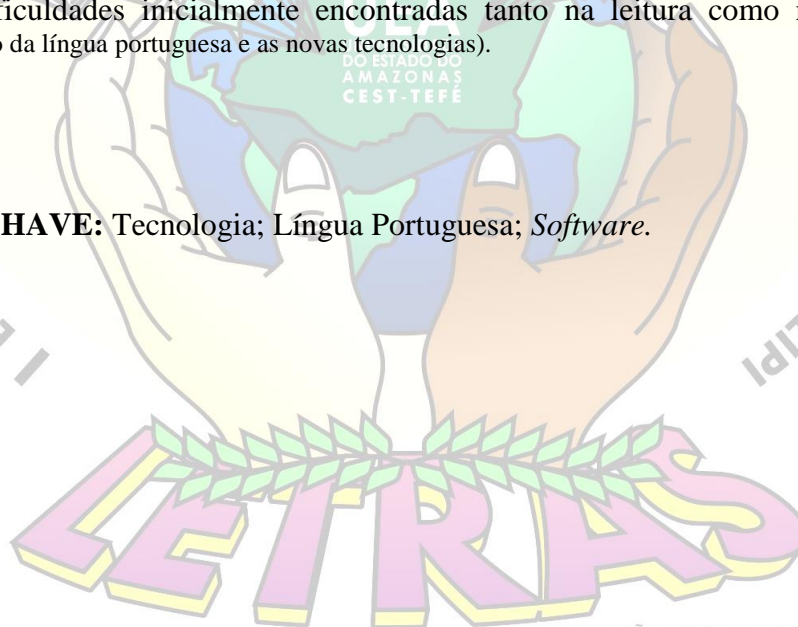 ficuldades inicialmente encontradas tanto na leitura como
o da língua portuguesa e as novas tecnologias).
UEA
DO ESTADO DO
AMAZONAS
CEST-TEFÉ
HAVE: Tecnologia; Língua Portuguesa; Software.
LETRAS